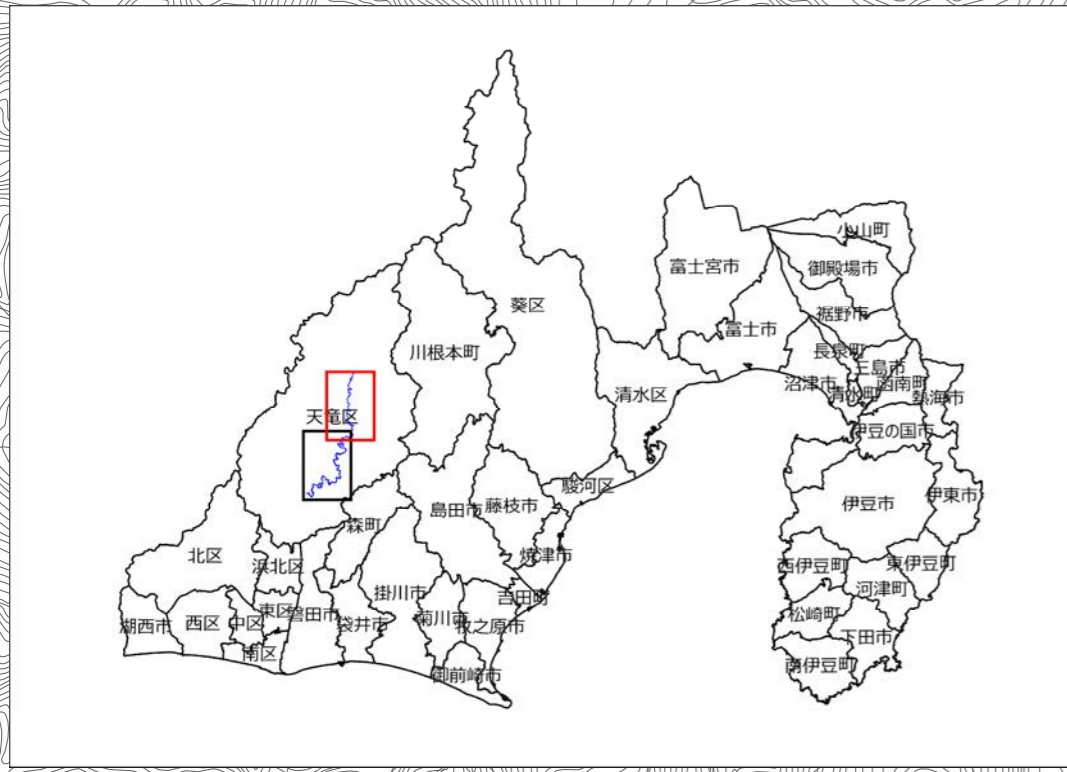 小山町
富士宮市
御殿場市
葵区
裾野市
富士市
長泉町
川根本町
三島市
沼津市
函南町
清水区
清水町
熱海市
天竜区
伊豆の国市
駿河区
伊東市
伊豆市
島田市
藤枝市
森町
北区
焼津市
浜北区
西伊豆町
東伊豆町
河津町
掛川市
吉田町
東区
磐田市
松崎町
湖西市
西区
中区
袋井市
菊川市
牧之原市
下田市
南区
南伊豆町
御前崎市